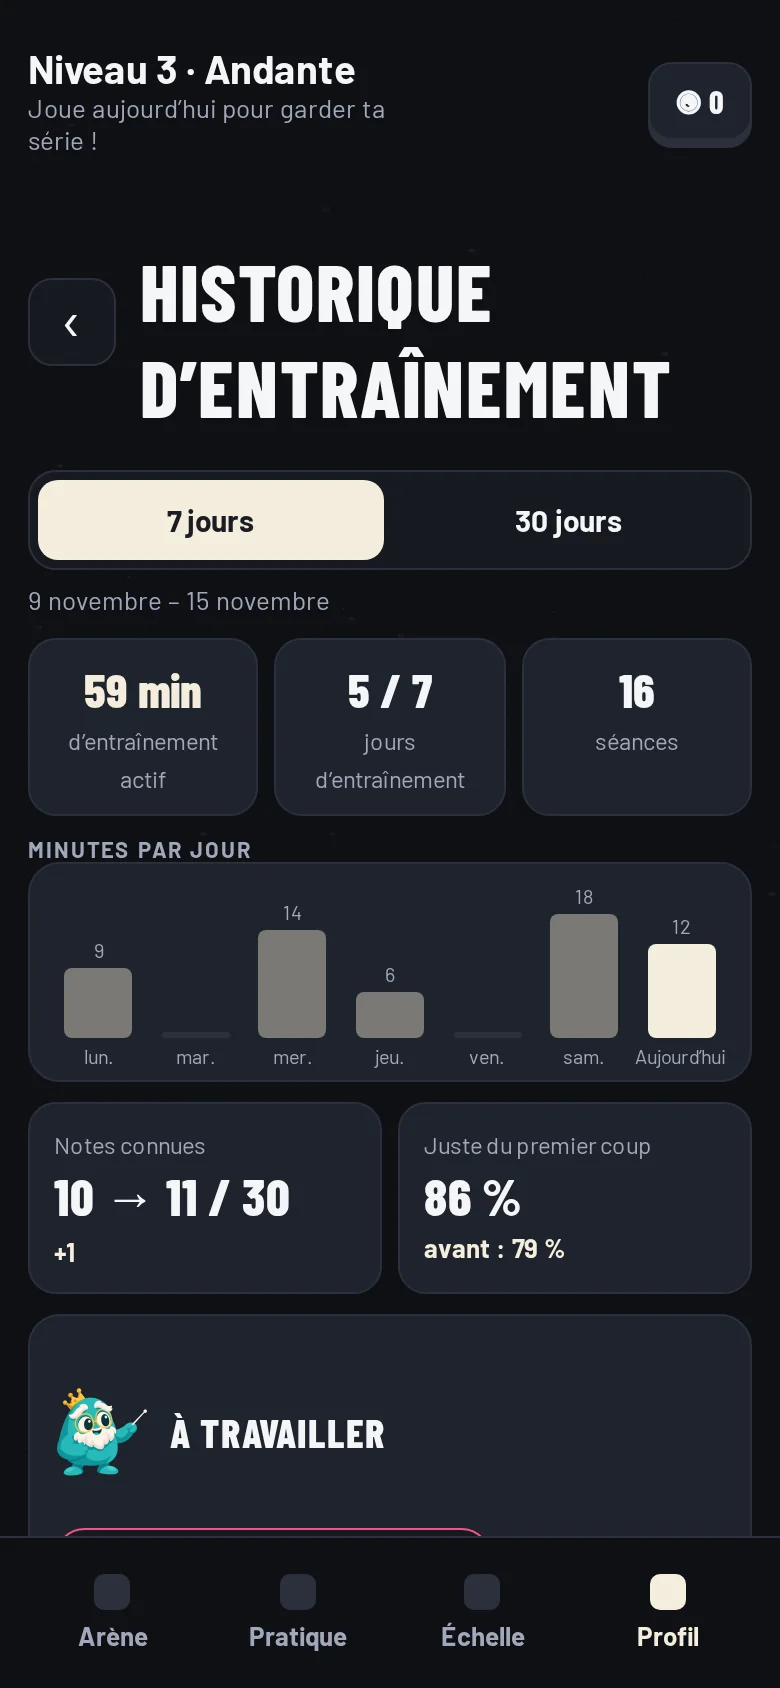 Niveau 3 · Andante
Joue aujourd’hui pour garder ta
série !
0
HISTORIQUE
D’ENTRAÎNEMENT
7 jours
30 jours
9 novembre – 15 novembre
59 min
d’entraînement
actif
5 / 7
jours
d’entraînement
16
séances
MINUTES PAR JOUR
9
14
6
18
12
lun.
mar.
mer.
jeu.
ven.
sam.
Aujourd’hui
Notes connues
10 → 11 / 30
+1
Juste du premier coup
86 %
avant : 79 %
À TRAVAILLER
Arène
Pratique
Échelle
Profil